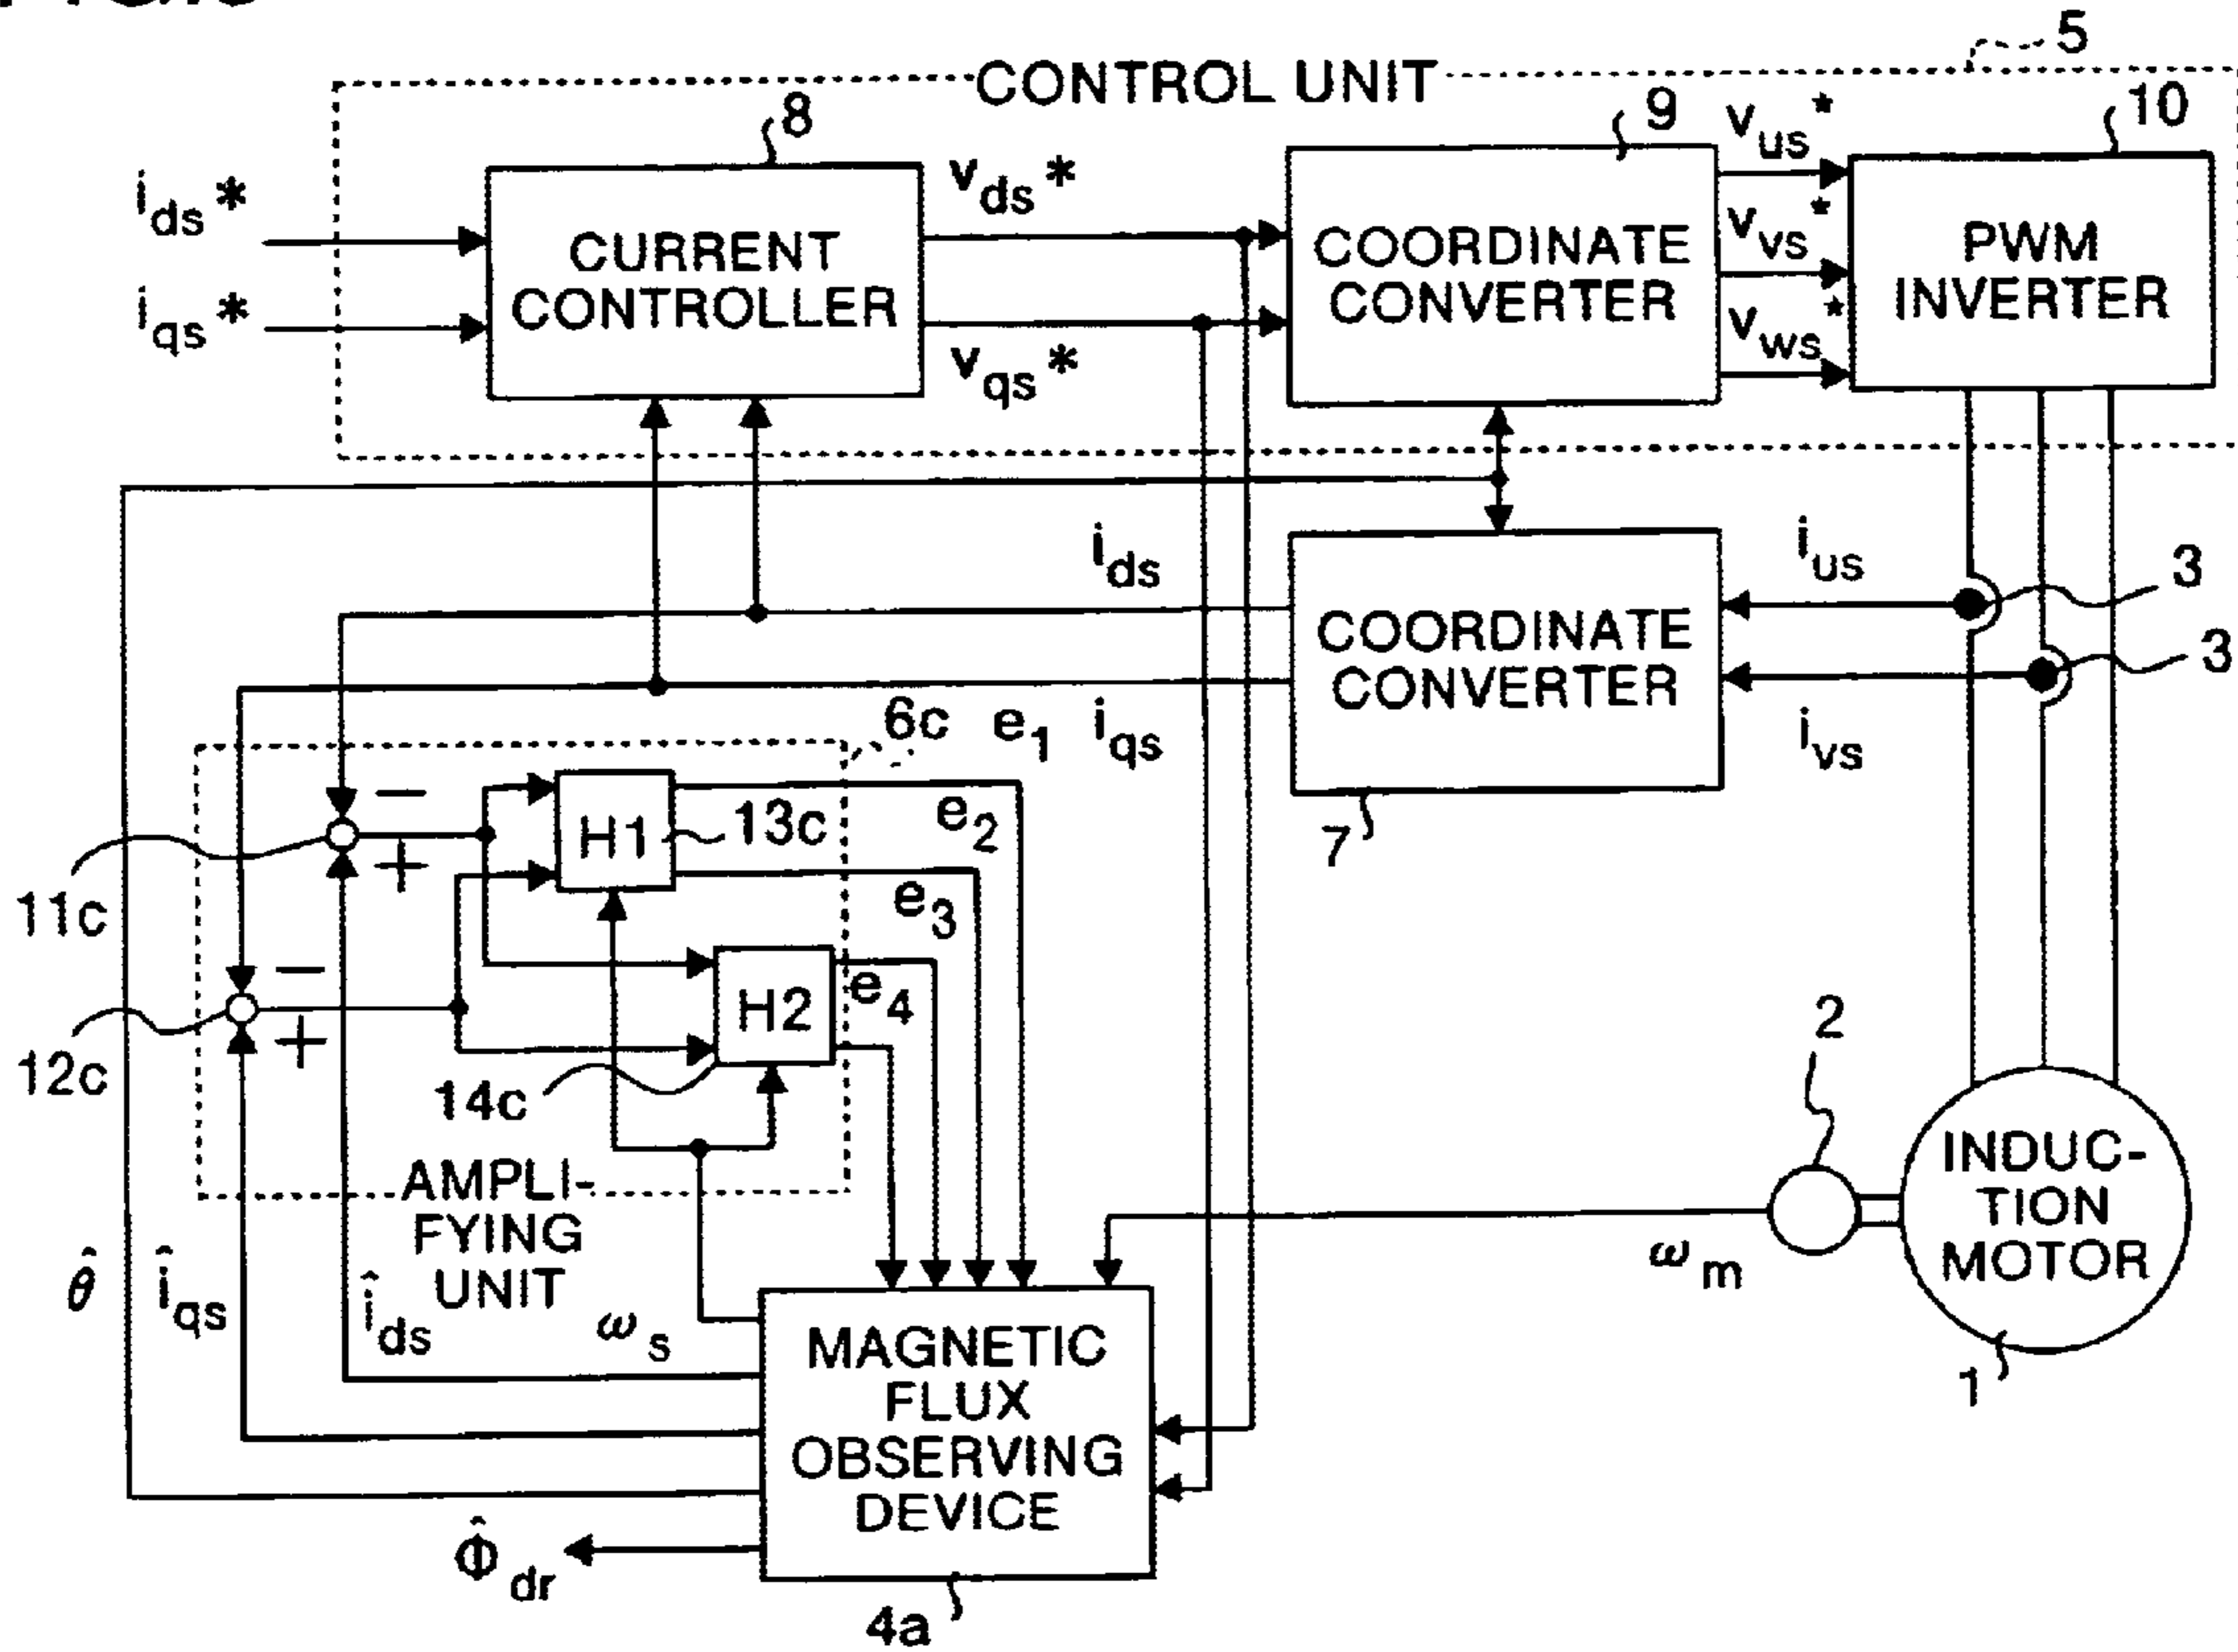 5
CONTROL UNIT
8
9
10
i_ds*
i_qs*
CURRENT
CONTROLLER
v_ds*
v_qs*
COORDINATE
CONVERTER
v_us*
v_vs*
v_ws*
PWM
INVERTER
i_ds
i_qs
COORDINATE
CONVERTER
7
i_us
i_vs
3
3
6c
e_1
e_2
e_3
e_4
−
+
11c
H1
13c
−
+
12c
H2
14c
AMPLI-
FYING
UNIT
θ̂
î_qs
î_ds
ω_s
MAGNETIC
FLUX
OBSERVING
DEVICE
4a
Φ̂_dr
ω_m
2
INDUC-
TION
MOTOR
1